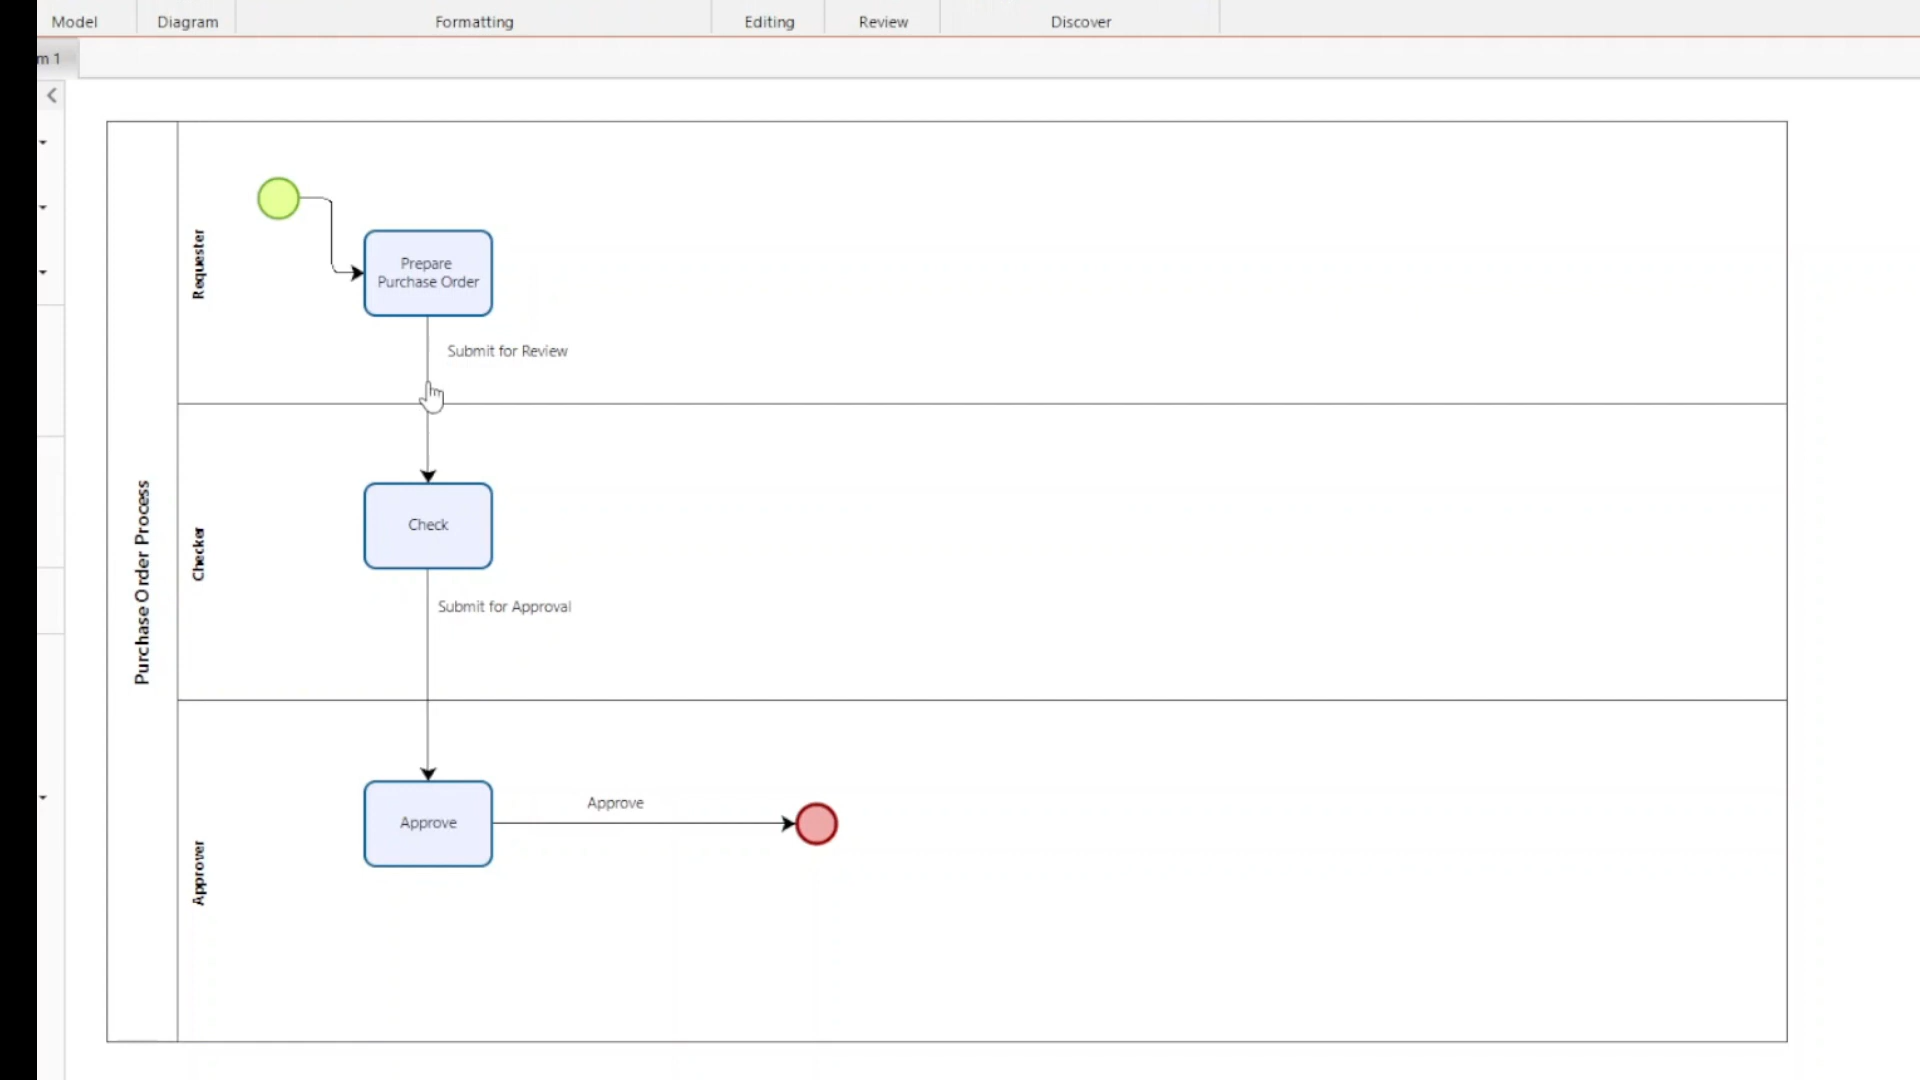 Model
Diagram
Formatting
Editing
Review
Discover
m 1
Purchase Order Process
Requester
Prepare
Purchase Order
Submit for Review
Checker
Check
Submit for Approval
Approver
Approve
Approve